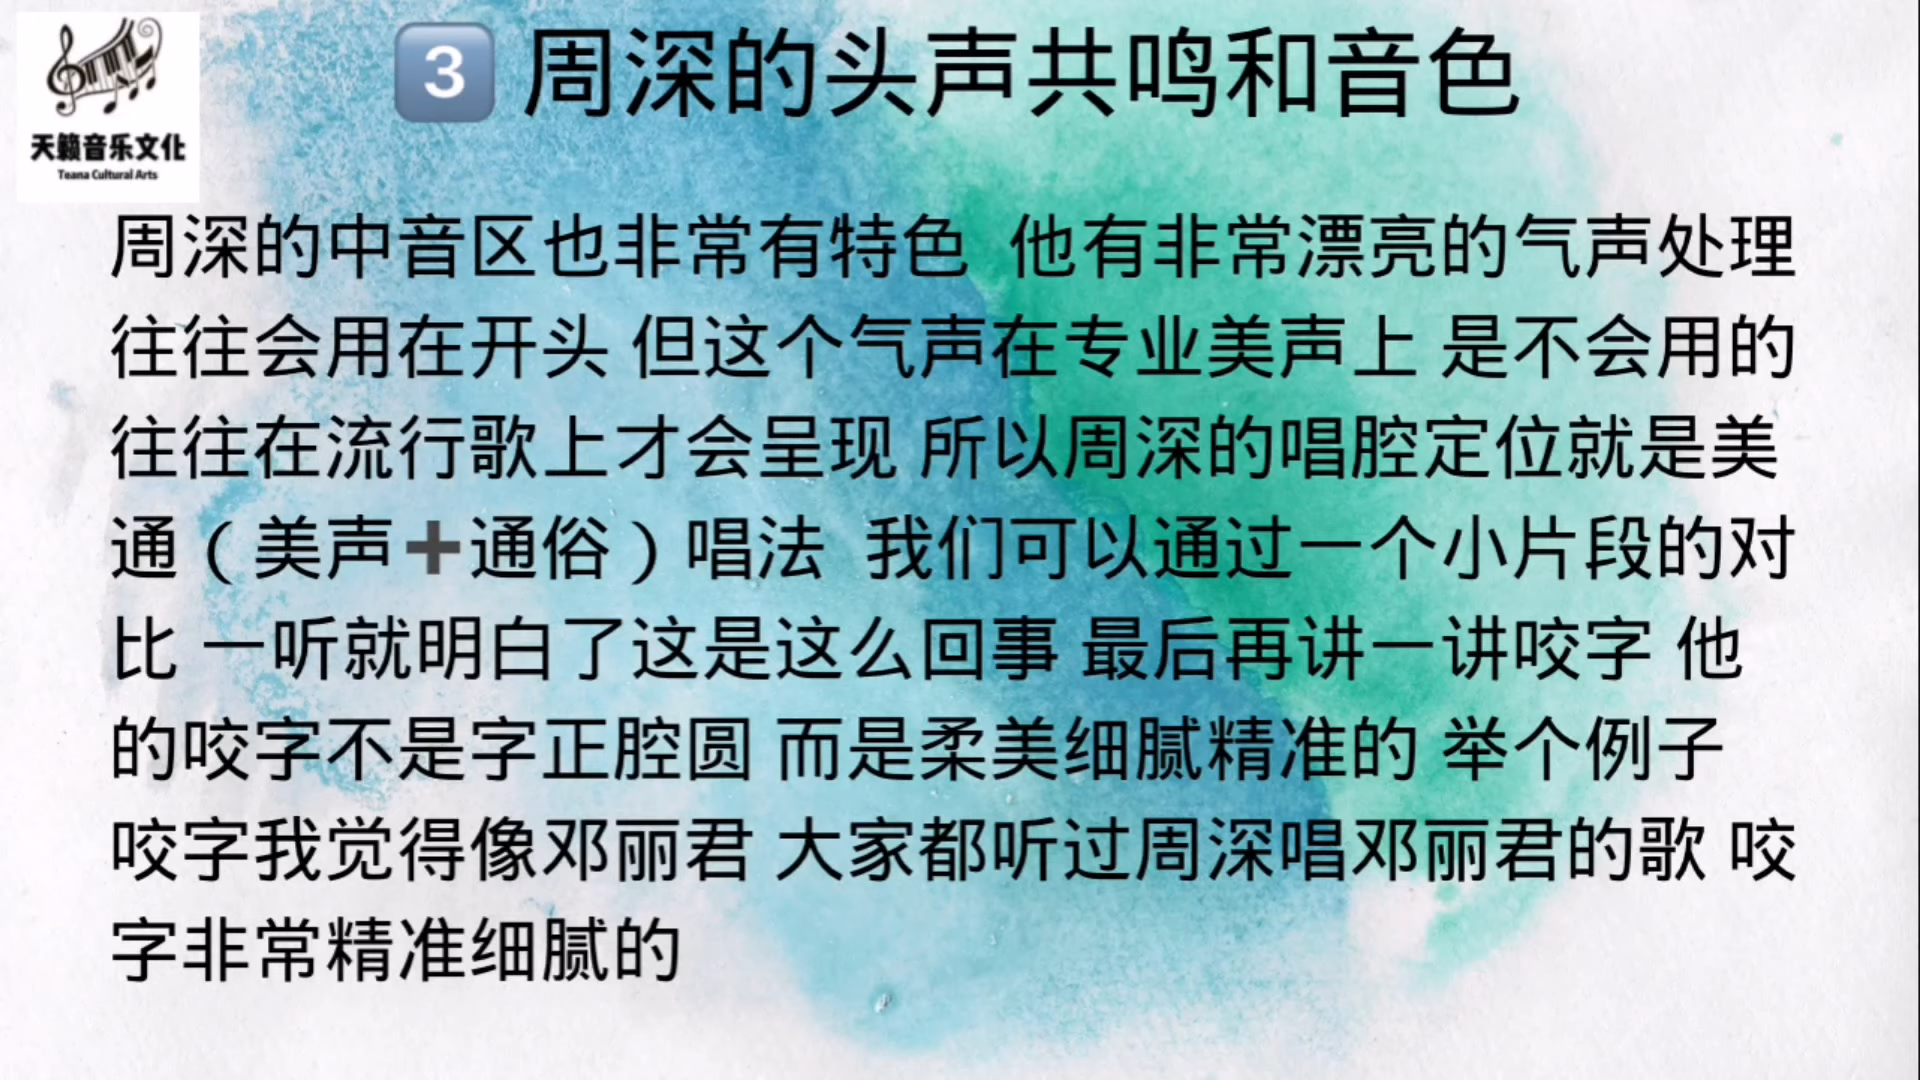 天籁音乐文化
Teana Cultural Arts
3 周深的头声共鸣和音色
周深的中音区也非常有特色 他有非常漂亮的气声处理
往往会用在开头 但这个气声在专业美声上 是不会用的
往往在流行歌上才会呈现 所以周深的唱腔定位就是美
通（美声➕通俗）唱法 我们可以通过一个小片段的对
比 一听就明白了这是这么回事 最后再讲一讲咬字 他
的咬字不是字正腔圆 而是柔美细腻精准的 举个例子
咬字我觉得像邓丽君 大家都听过周深唱邓丽君的歌 咬
字非常精准细腻的